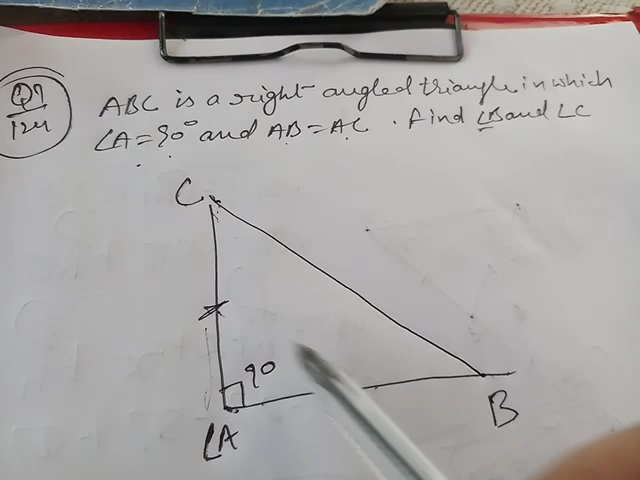 Q7
124
ABC is a right angled triangle in which
∠A = 90° and AB = AC . Find ∠B and ∠C
C
90
∠A
B